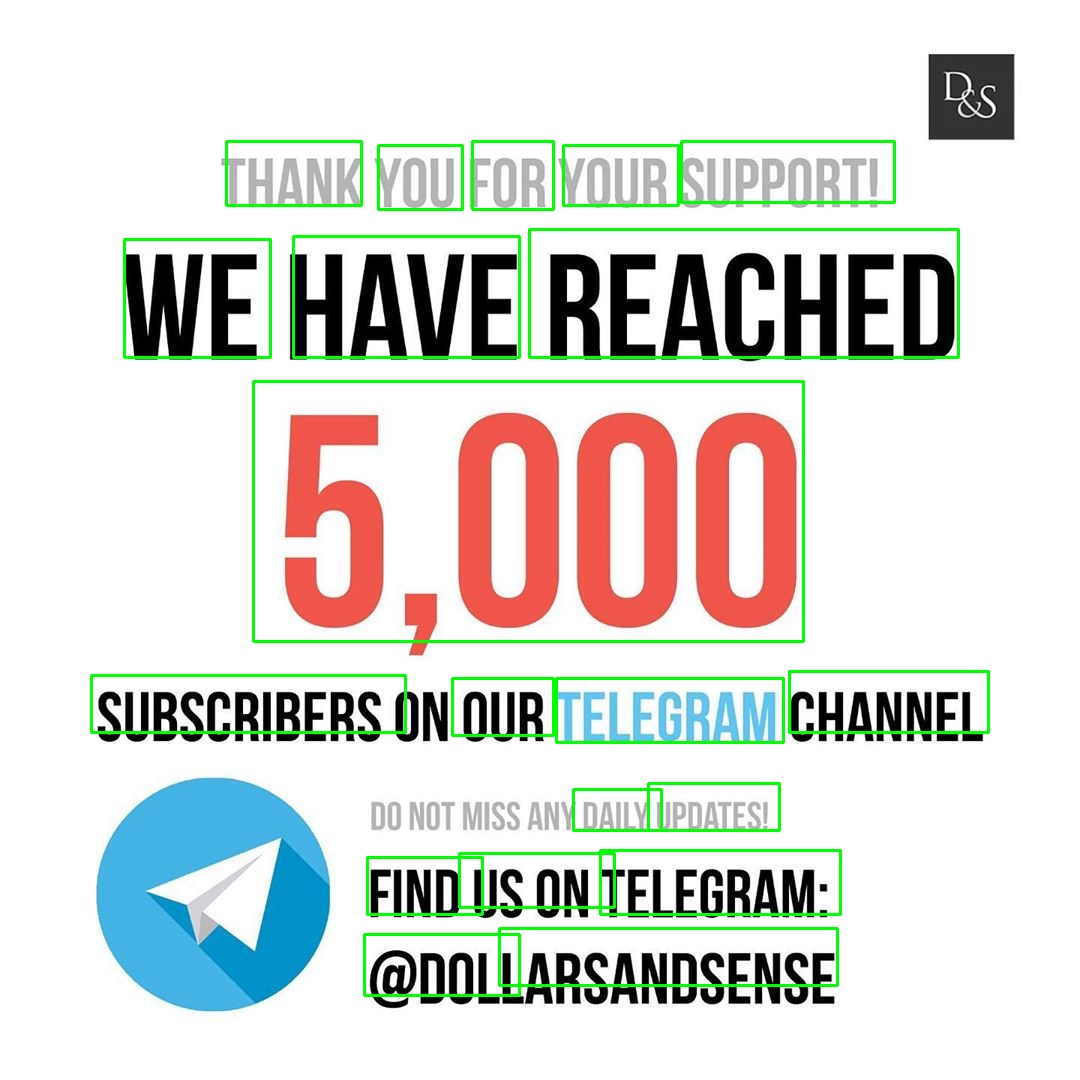 D&S
THANK YOU FOR YOUR SUPPORT!
WE HAVE REACHED
5,000
SUBSCRIBERS ON OUR TELEGRAM CHANNEL
DO NOT MISS ANY DAILY UPDATES!
FIND US ON TELEGRAM:
@DOLLARSANDSENSE